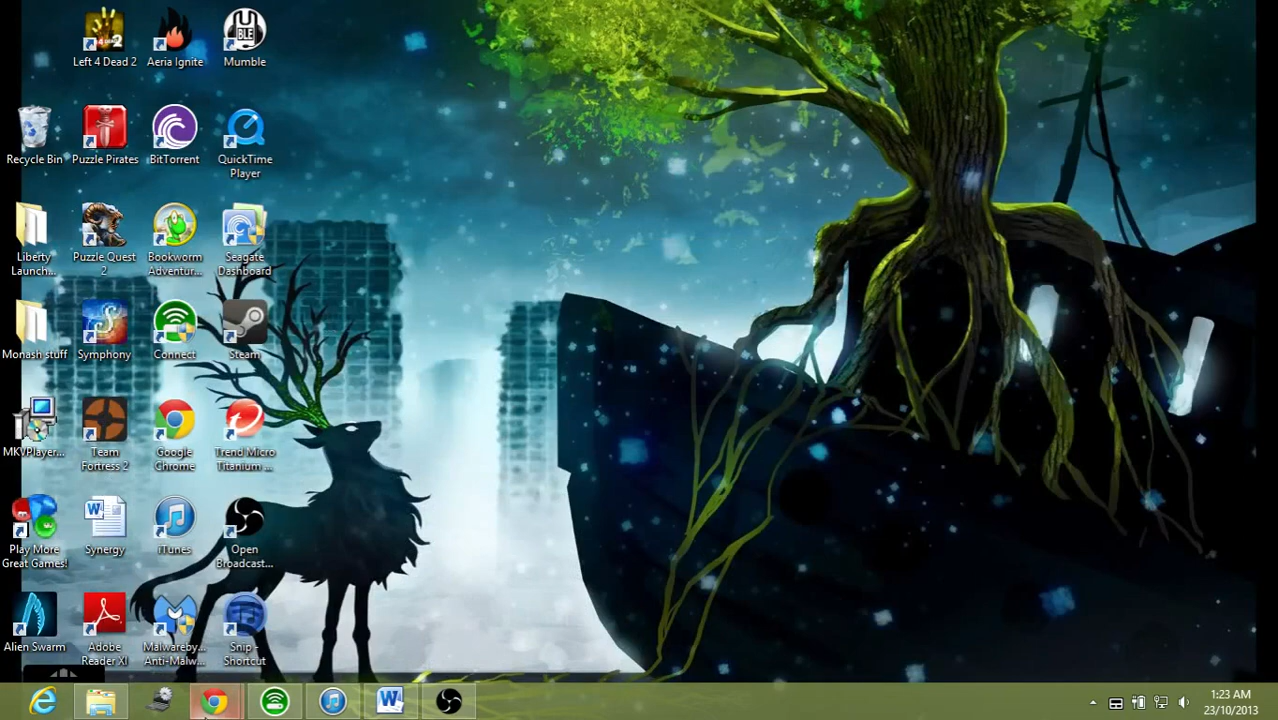 Left 4 Dead 2
Aeria Ignite
Mumble
Recycle Bin
Puzzle Pirates
BitTorrent
QuickTime
Player
Liberty
Launch...
Puzzle Quest
2
Bookworm
Adventur...
Seagate
Dashboard
Monash stuff
Symphony
Connect
Steam
MKVPlayer...
Team
Fortress 2
Google
Chrome
Trend Micro
Titanium ...
Play More
Great Games!
Synergy
iTunes
Open
Broadcast...
Alien Swarm
Adobe
Reader XI
Malwareby...
Anti-Malw...
Snip -
Shortcut
1:23 AM
23/10/2013